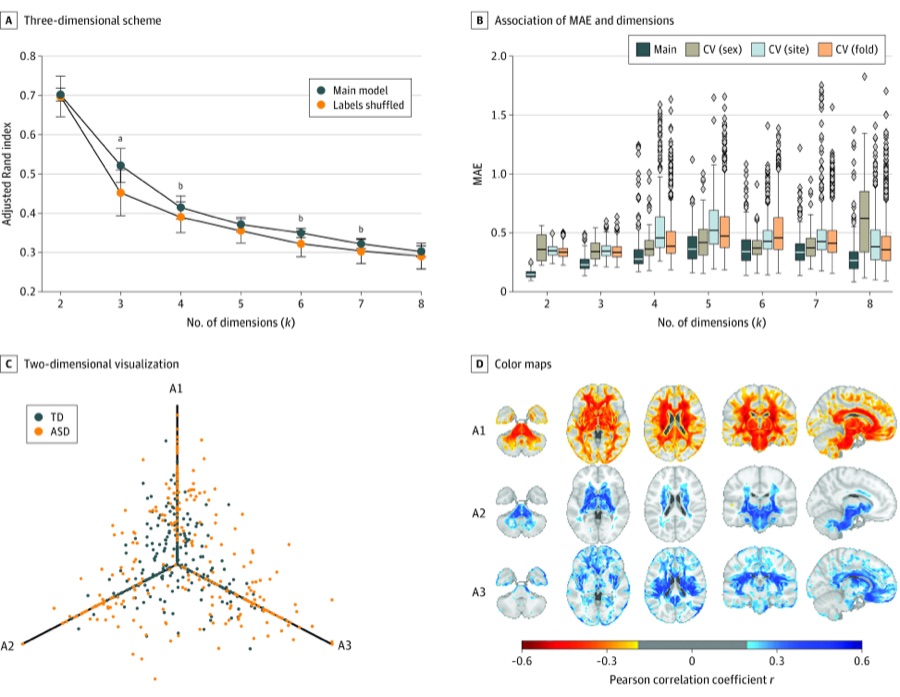 A Three-dimensional scheme
Adjusted Rand index
0.8
0.7
0.6
0.5
0.4
0.3
0.2
a
b
b
b
Main model
Labels shuffled
2 3 4 5 6 7 8
No. of dimensions (k)
B Association of MAE and dimensions
Main CV (sex) CV (site) CV (fold)
MAE
2.0
1.5
1.0
0.5
0
2 3 4 5 6 7 8
No. of dimensions (k)
C Two-dimensional visualization
TD
ASD
A1
A2
A3
D Color maps
A1
A2
A3
-0.6 -0.3 0 0.3 0.6
Pearson correlation coefficient r